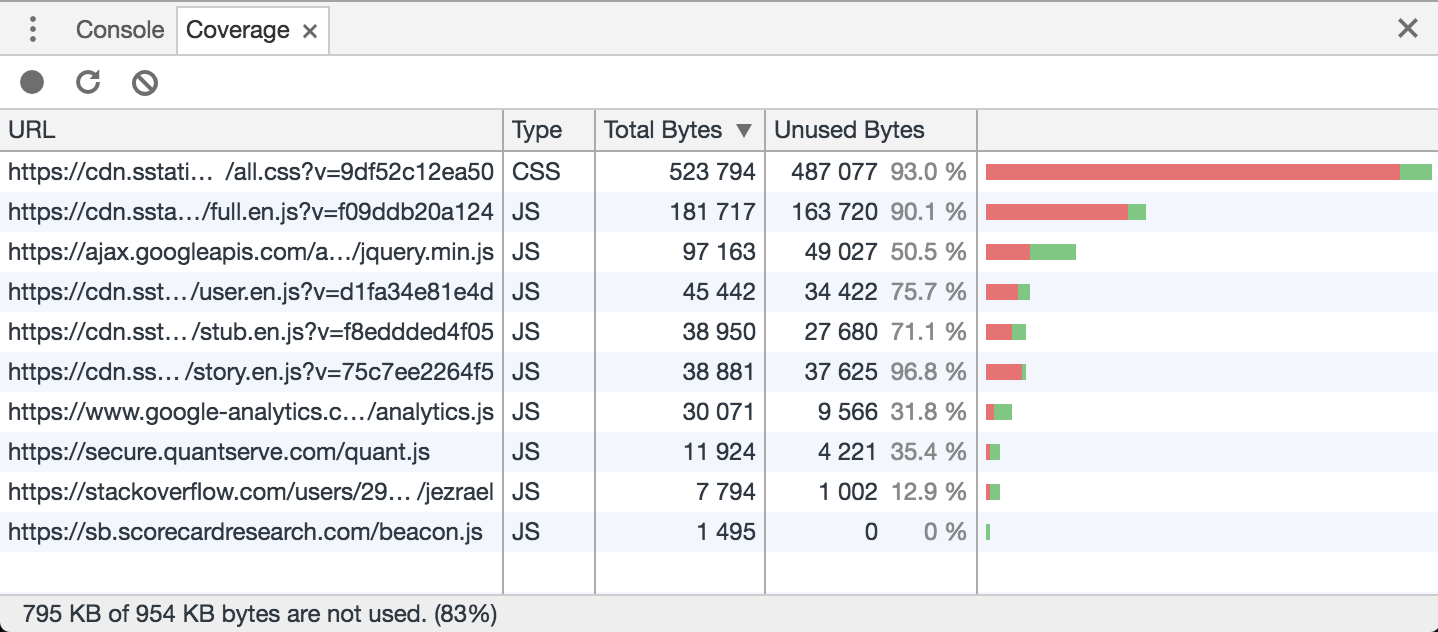 Console Coverage
URL Type Total Bytes ▼ Unused Bytes
https://cdn.sstati… /all.css?v=9df52c12ea50 CSS 523 794 487 077 93.0 %
https://cdn.ssta…/full.en.js?v=f09ddb20a124 JS 181 717 163 720 90.1 %
https://ajax.googleapis.com/a…/jquery.min.js JS 97 163 49 027 50.5 %
https://cdn.sst…/user.en.js?v=d1fa34e81e4d JS 45 442 34 422 75.7 %
https://cdn.sst…/stub.en.js?v=f8eddded4f05 JS 38 950 27 680 71.1 %
https://cdn.ss… /story.en.js?v=75c7ee2264f5 JS 38 881 37 625 96.8 %
https://www.google-analytics.c…/analytics.js JS 30 071 9 566 31.8 %
https://secure.quantserve.com/quant.js JS 11 924 4 221 35.4 %
https://stackoverflow.com/users/29… /jezrael JS 7 794 1 002 12.9 %
https://sb.scorecardresearch.com/beacon.js JS 1 495 0 0 %
795 KB of 954 KB bytes are not used. (83%)